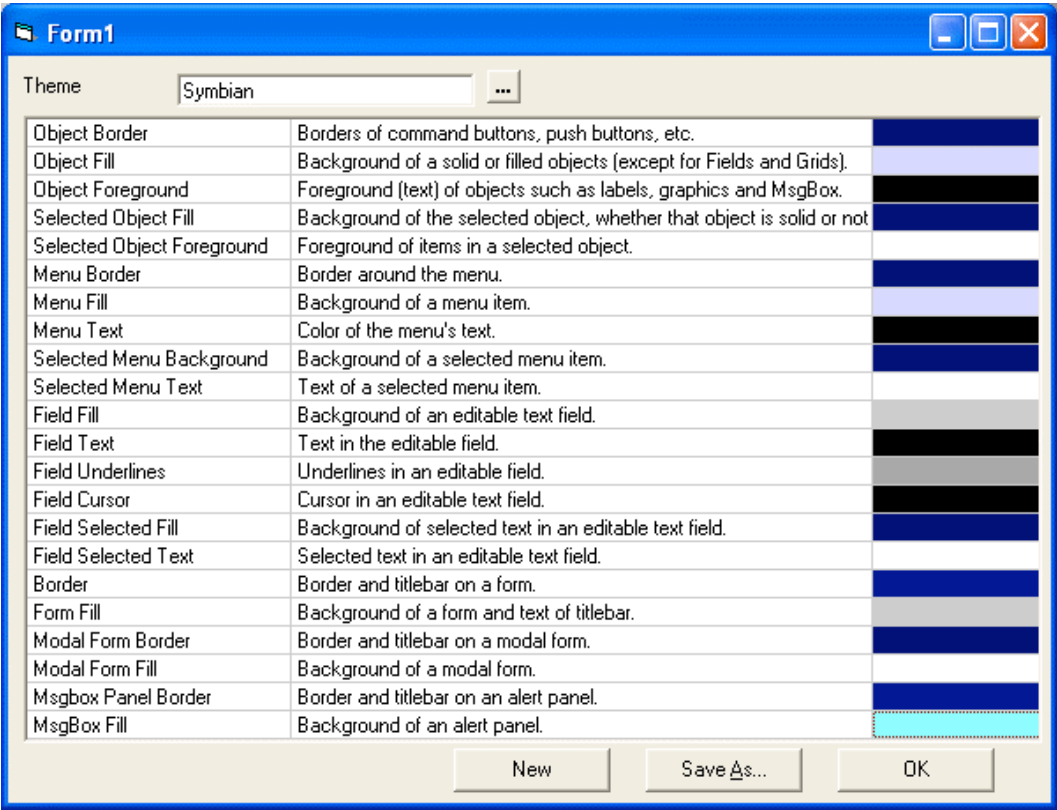 Form1
Theme Symbian ...
Object Border Borders of command buttons, push buttons, etc.
Object Fill Background of a solid or filled objects (except for Fields and Grids).
Object Foreground Foreground (text) of objects such as labels, graphics and MsgBox.
Selected Object Fill Background of the selected object, whether that object is solid or not
Selected Object Foreground Foreground of items in a selected object.
Menu Border Border around the menu.
Menu Fill Background of a menu item.
Menu Text Color of the menu's text.
Selected Menu Background Background of a selected menu item.
Selected Menu Text Text of a selected menu item.
Field Fill Background of an editable text field.
Field Text Text in the editable field.
Field Underlines Underlines in an editable field.
Field Cursor Cursor in an editable text field.
Field Selected Fill Background of selected text in an editable text field.
Field Selected Text Selected text in an editable text field.
Border Border and titlebar on a form.
Form Fill Background of a form and text of titlebar.
Modal Form Border Border and titlebar on a modal form.
Modal Form Fill Background of a modal form.
Msgbox Panel Border Border and titlebar on an alert panel.
MsgBox Fill Background of an alert panel.
New Save As... OK